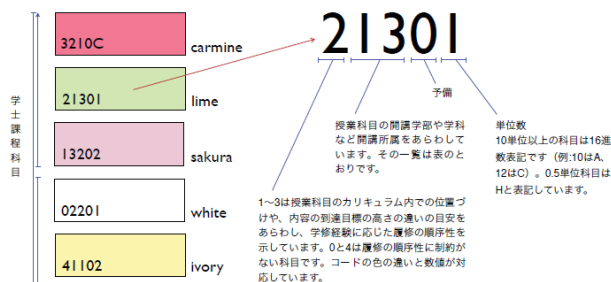 学士課程科目
3210C
carmine
21301
lime
13202
sakura
02201
white
41102
ivory
21301
予備
授業科目の開講学部や学科
など開講所属をあらわして
います。その一覧は表のと
おりです。
単位数
10単位以上の科目は16進
数表記です（例:10はA、
12はC）。0.5単位科目は
Hと表記しています。
1〜3は授業科目のカリキュラム内での位置づ
けや、内容の到達目標の高さの違いの目安を
あらわし、学修経験に応じた履修の順序性を
示しています。0と4は履修の順序性に制約が
ない科目です。コードの色の違いと数値が対
応しています。